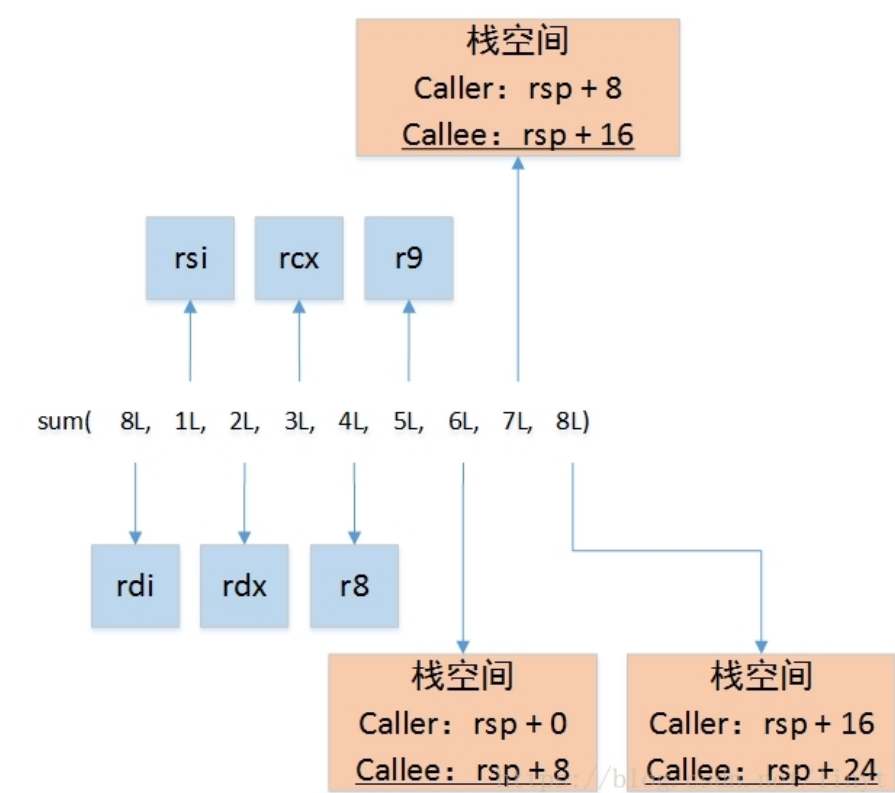 栈空间
Caller：rsp + 8
Callee：rsp + 16
rsi
rcx
r9
sum( 8L, 1L, 2L, 3L, 4L, 5L, 6L, 7L, 8L)
rdi
rdx
r8
栈空间
Caller：rsp + 0
Callee：rsp + 8
栈空间
Caller：rsp + 16
Callee：rsp + 24